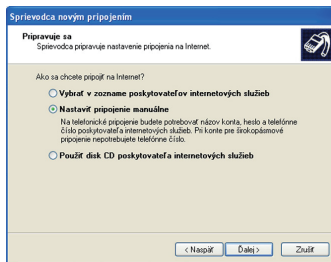 Sprievodca novým pripojením
Pripravuje sa
Sprievodca pripravuje nastavenie pripojenia na Internet.
Ako sa chcete pripojiť na Internet?
Vybrať v zozname poskytovateľov internetových služieb
Nastaviť pripojenie manuálne
Na telefonické pripojenie budete potrebovať názov konta, heslo a telefónne
číslo poskytovateľa internetových služieb. Pri konte pre širokopásmové
pripojenie nepotrebujete telefónne číslo.
Použiť disk CD poskytovateľa internetových služieb
< Naspäť
Ďalej >
Zrušiť